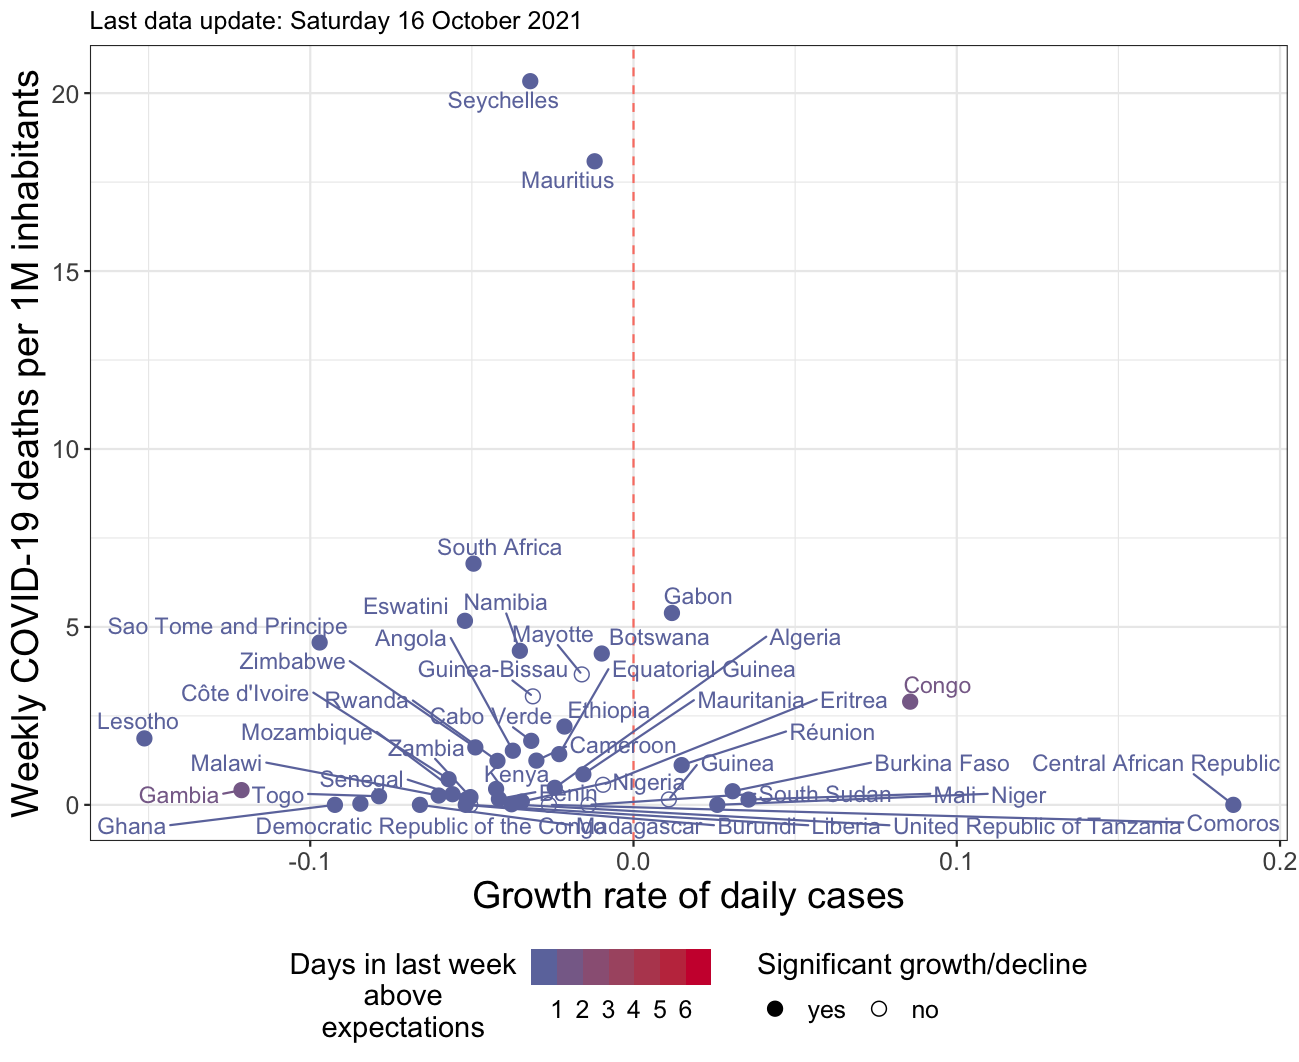 Last data update: Saturday 16 October 2021
Weekly COVID-19 deaths per 1M inhabitants
20
15
10
5
0
Seychelles
Mauritius
South Africa
Eswatini
Namibia
Gabon
Sao Tome and Principe
Angola
Mayotte
Botswana
Algeria
Zimbabwe
Guinea-Bissau
Equatorial Guinea
Congo
Côte d'Ivoire
Rwanda
Mauritania
Eritrea
Lesotho
Cabo Verde
Ethiopia
Mozambique
Réunion
Zambia
Cameroon
Malawi
Guinea
Burkina Faso
Central African Republic
Senegal
Kenya
Nigeria
Gambia
Togo
Benin
South Sudan
Mali
Niger
Ghana
Democratic Republic of the Congo
Madagascar
Burundi
Liberia
United Republic of Tanzania
Comoros
-0.1
0.0
0.1
0.2
Growth rate of daily cases
Days in last week
above
expectations
1 2 3 4 5 6
Significant growth/decline
yes
no